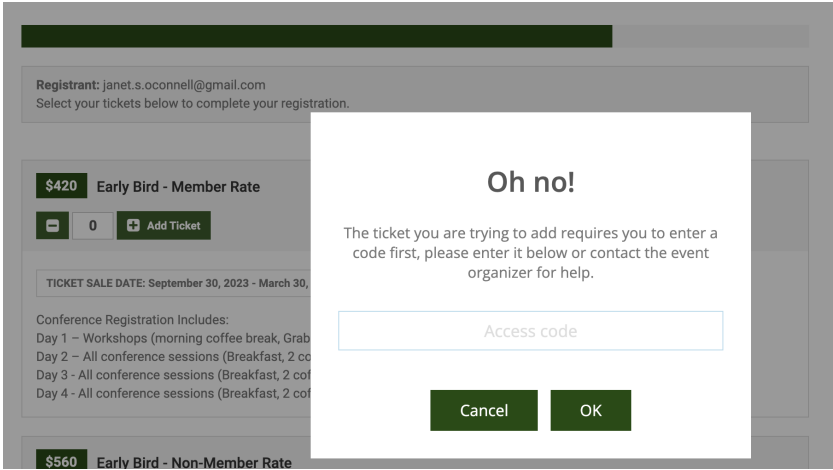 Registrant: janet.s.oconnell@gmail.com
Select your tickets below to complete your registration.
$420 Early Bird - Member Rate
0 Add Ticket
TICKET SALE DATE: September 30, 2023 - March 30,
Conference Registration Includes:
Day 1 – Workshops (morning coffee break, Grab
Day 2 – All conference sessions (Breakfast, 2 co
Day 3 - All conference sessions (Breakfast, 2 cof
Day 4 - All conference sessions (Breakfast, 2 cof
$560 Early Bird - Non-Member Rate
Oh no!
The ticket you are trying to add requires you to enter a
code first, please enter it below or contact the event
organizer for help.
Access code
Cancel OK